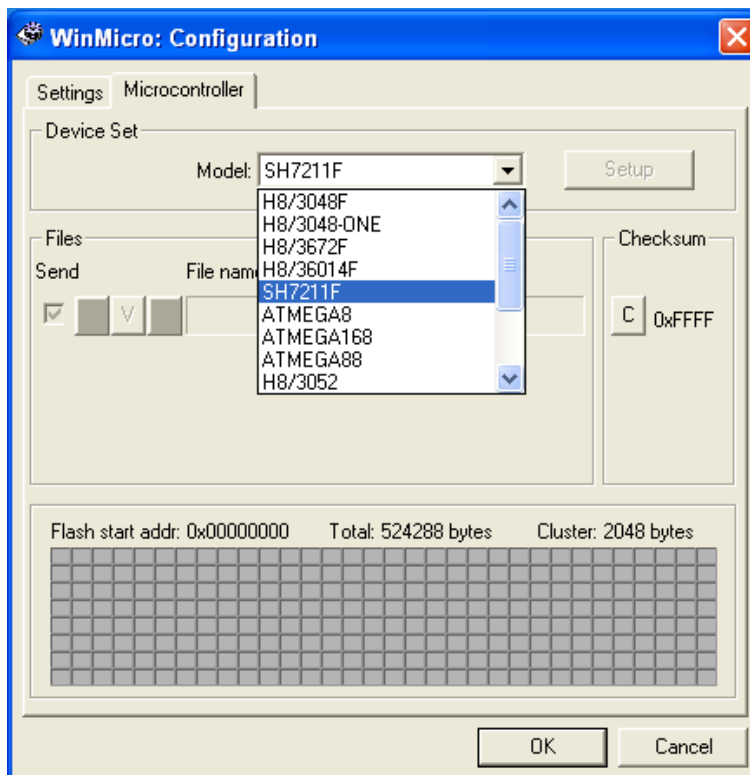 WinMicro: Configuration
Settings Microcontroller
Device Set
Model: SH7211F Setup
H8/3048F
H8/3048-ONE
H8/3672F
H8/36014F
SH7211F
ATMEGA8
ATMEGA168
ATMEGA88
H8/3052
Files
Send File nam
V
Checksum
C 0xFFFF
Flash start addr: 0x00000000 Total: 524288 bytes Cluster: 2048 bytes
OK Cancel